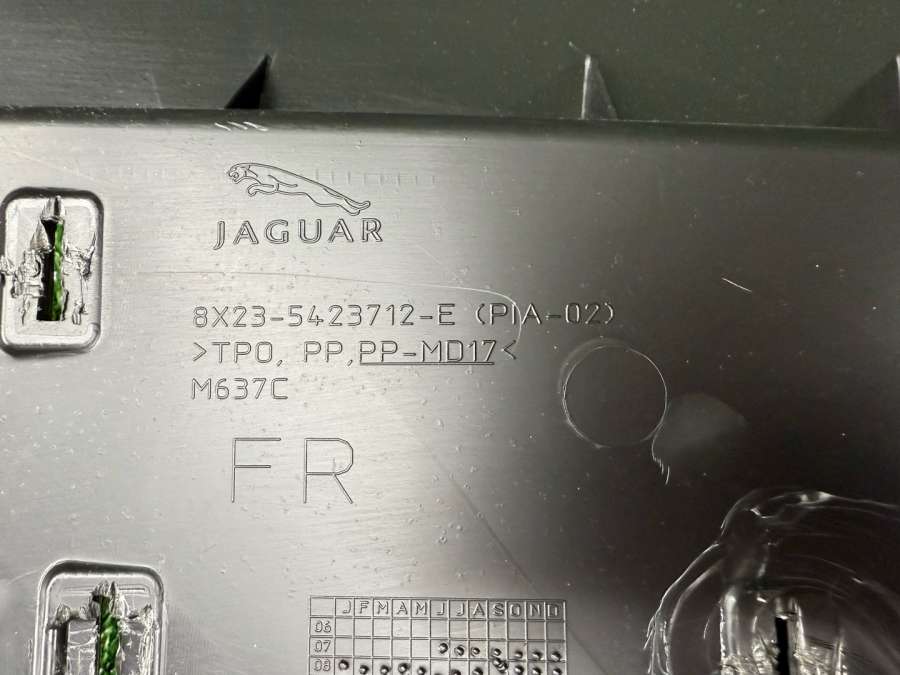 JAGUAR
8X23-5423712-E (PIA-02)
>TPO, PP, PP-MD17<
M637C
FR
J F M A M J J A S O N D
06
07
08